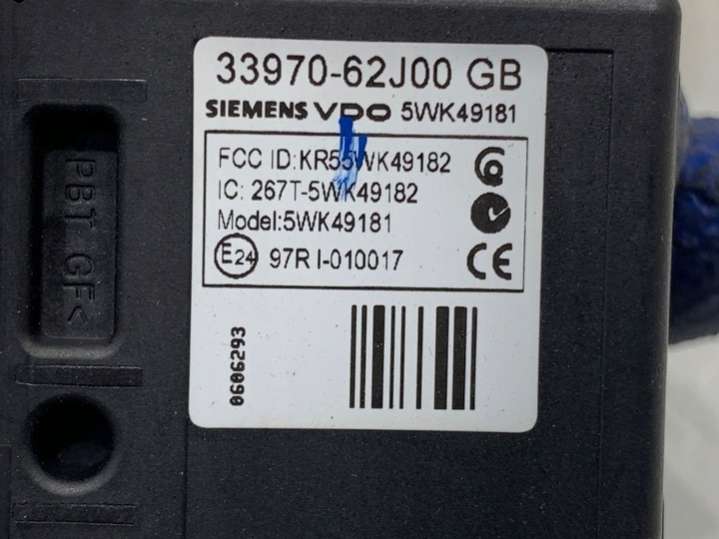 33970-62J00 GB
SIEMENS VDO 5WK49181
FCC ID:KR55WK49182
IC: 267T-5WK49182
Model:5WK49181
E24 97R I-010017
CE
0606293
PBT GF<